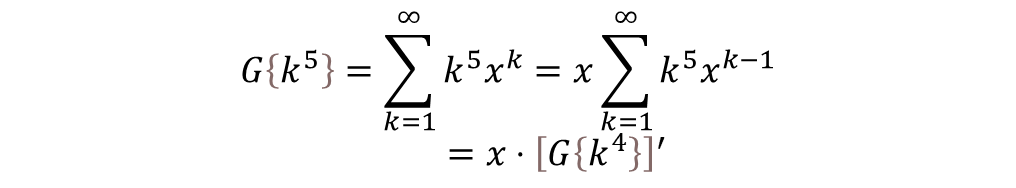 G{k⁵} = ∑_{k=1}^{∞} k⁵xᵏ = x ∑_{k=1}^{∞} k⁵xᵏ⁻¹
= x · [G{k⁴}]′